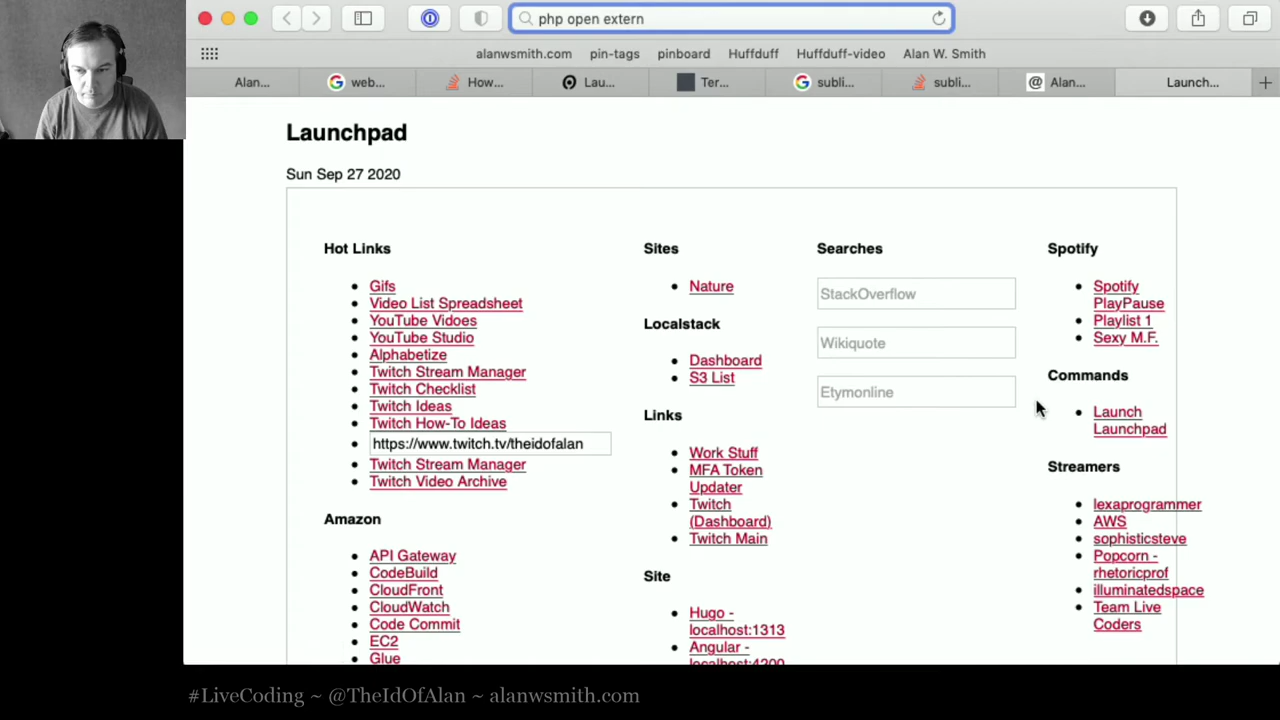 php open extern
alanwsmith.com pin-tags pinboard Huffduff Huffduff-video Alan W. Smith
Alan... web... How... Lau... Ter... subli... subli... Alan... Launch...
Launchpad
Sun Sep 27 2020
Hot Links
Gifs
Video List Spreadsheet
YouTube Vidoes
YouTube Studio
Alphabetize
Twitch Stream Manager
Twitch Checklist
Twitch Ideas
Twitch How-To Ideas
https://www.twitch.tv/theidofalan
Twitch Stream Manager
Twitch Video Archive
Amazon
API Gateway
CodeBuild
CloudFront
CloudWatch
Code Commit
EC2
Glue
Sites
Nature
Localstack
Dashboard
S3 List
Links
Work Stuff
MFA Token
Updater
Twitch
(Dashboard)
Twitch Main
Site
Hugo -
localhost:1313
Angular -
localhost:4200
Searches
StackOverflow
Wikiquote
Etymonline
Spotify
Spotify
PlayPause
Playlist 1
Sexy M.F.
Commands
Launch
Launchpad
Streamers
lexaprogrammer
AWS
sophisticsteve
Popcorn -
rhetoricprof
illuminatedspace
Team Live
Coders
#LiveCoding ~ @TheIdOfAlan ~ alanwsmith.com